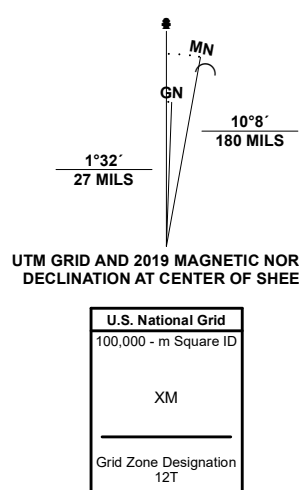 MN
GN
10°8´
180 MILS
1°32´
27 MILS
UTM GRID AND 2019 MAGNETIC NOR
DECLINATION AT CENTER OF SHEE
U.S. National Grid
100,000 - m Square ID
XM
Grid Zone Designation
12T